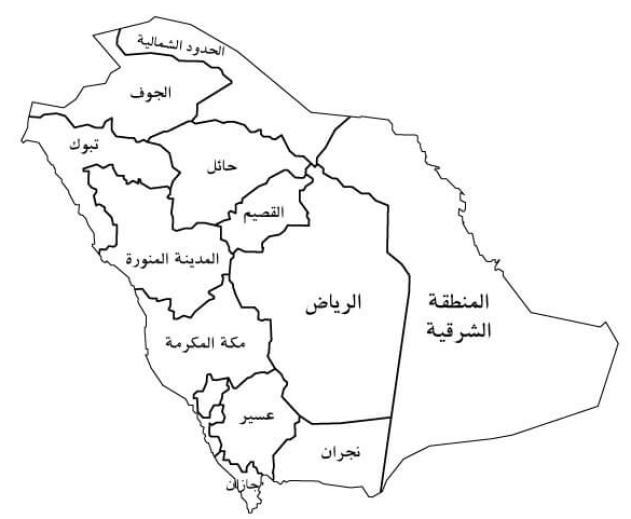 الحدود الشمالية
الجوف
تبوك
حائل
القصيم
المدينة المنورة
الرياض
المنطقة
الشرقية
مكة المكرمة
عسير
نجران
جازان